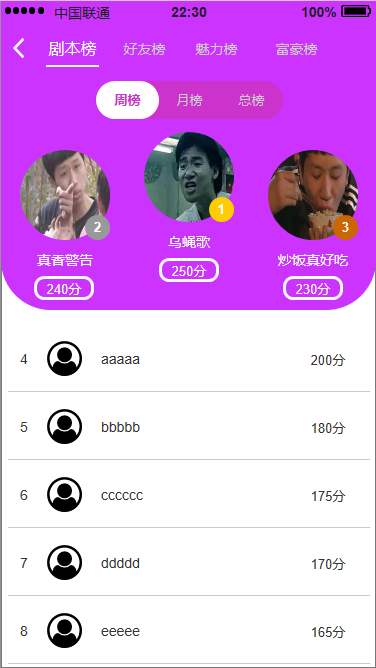 中国联通 22:30 100%
剧本榜 好友榜 魅力榜 富豪榜
周榜 月榜 总榜
2 1 3
乌蝇歌
250分
真香警告 炒饭真好吃
240分 230分
4 aaaaa 200分
5 bbbbb 180分
6 cccccc 175分
7 ddddd 170分
8 eeeee 165分